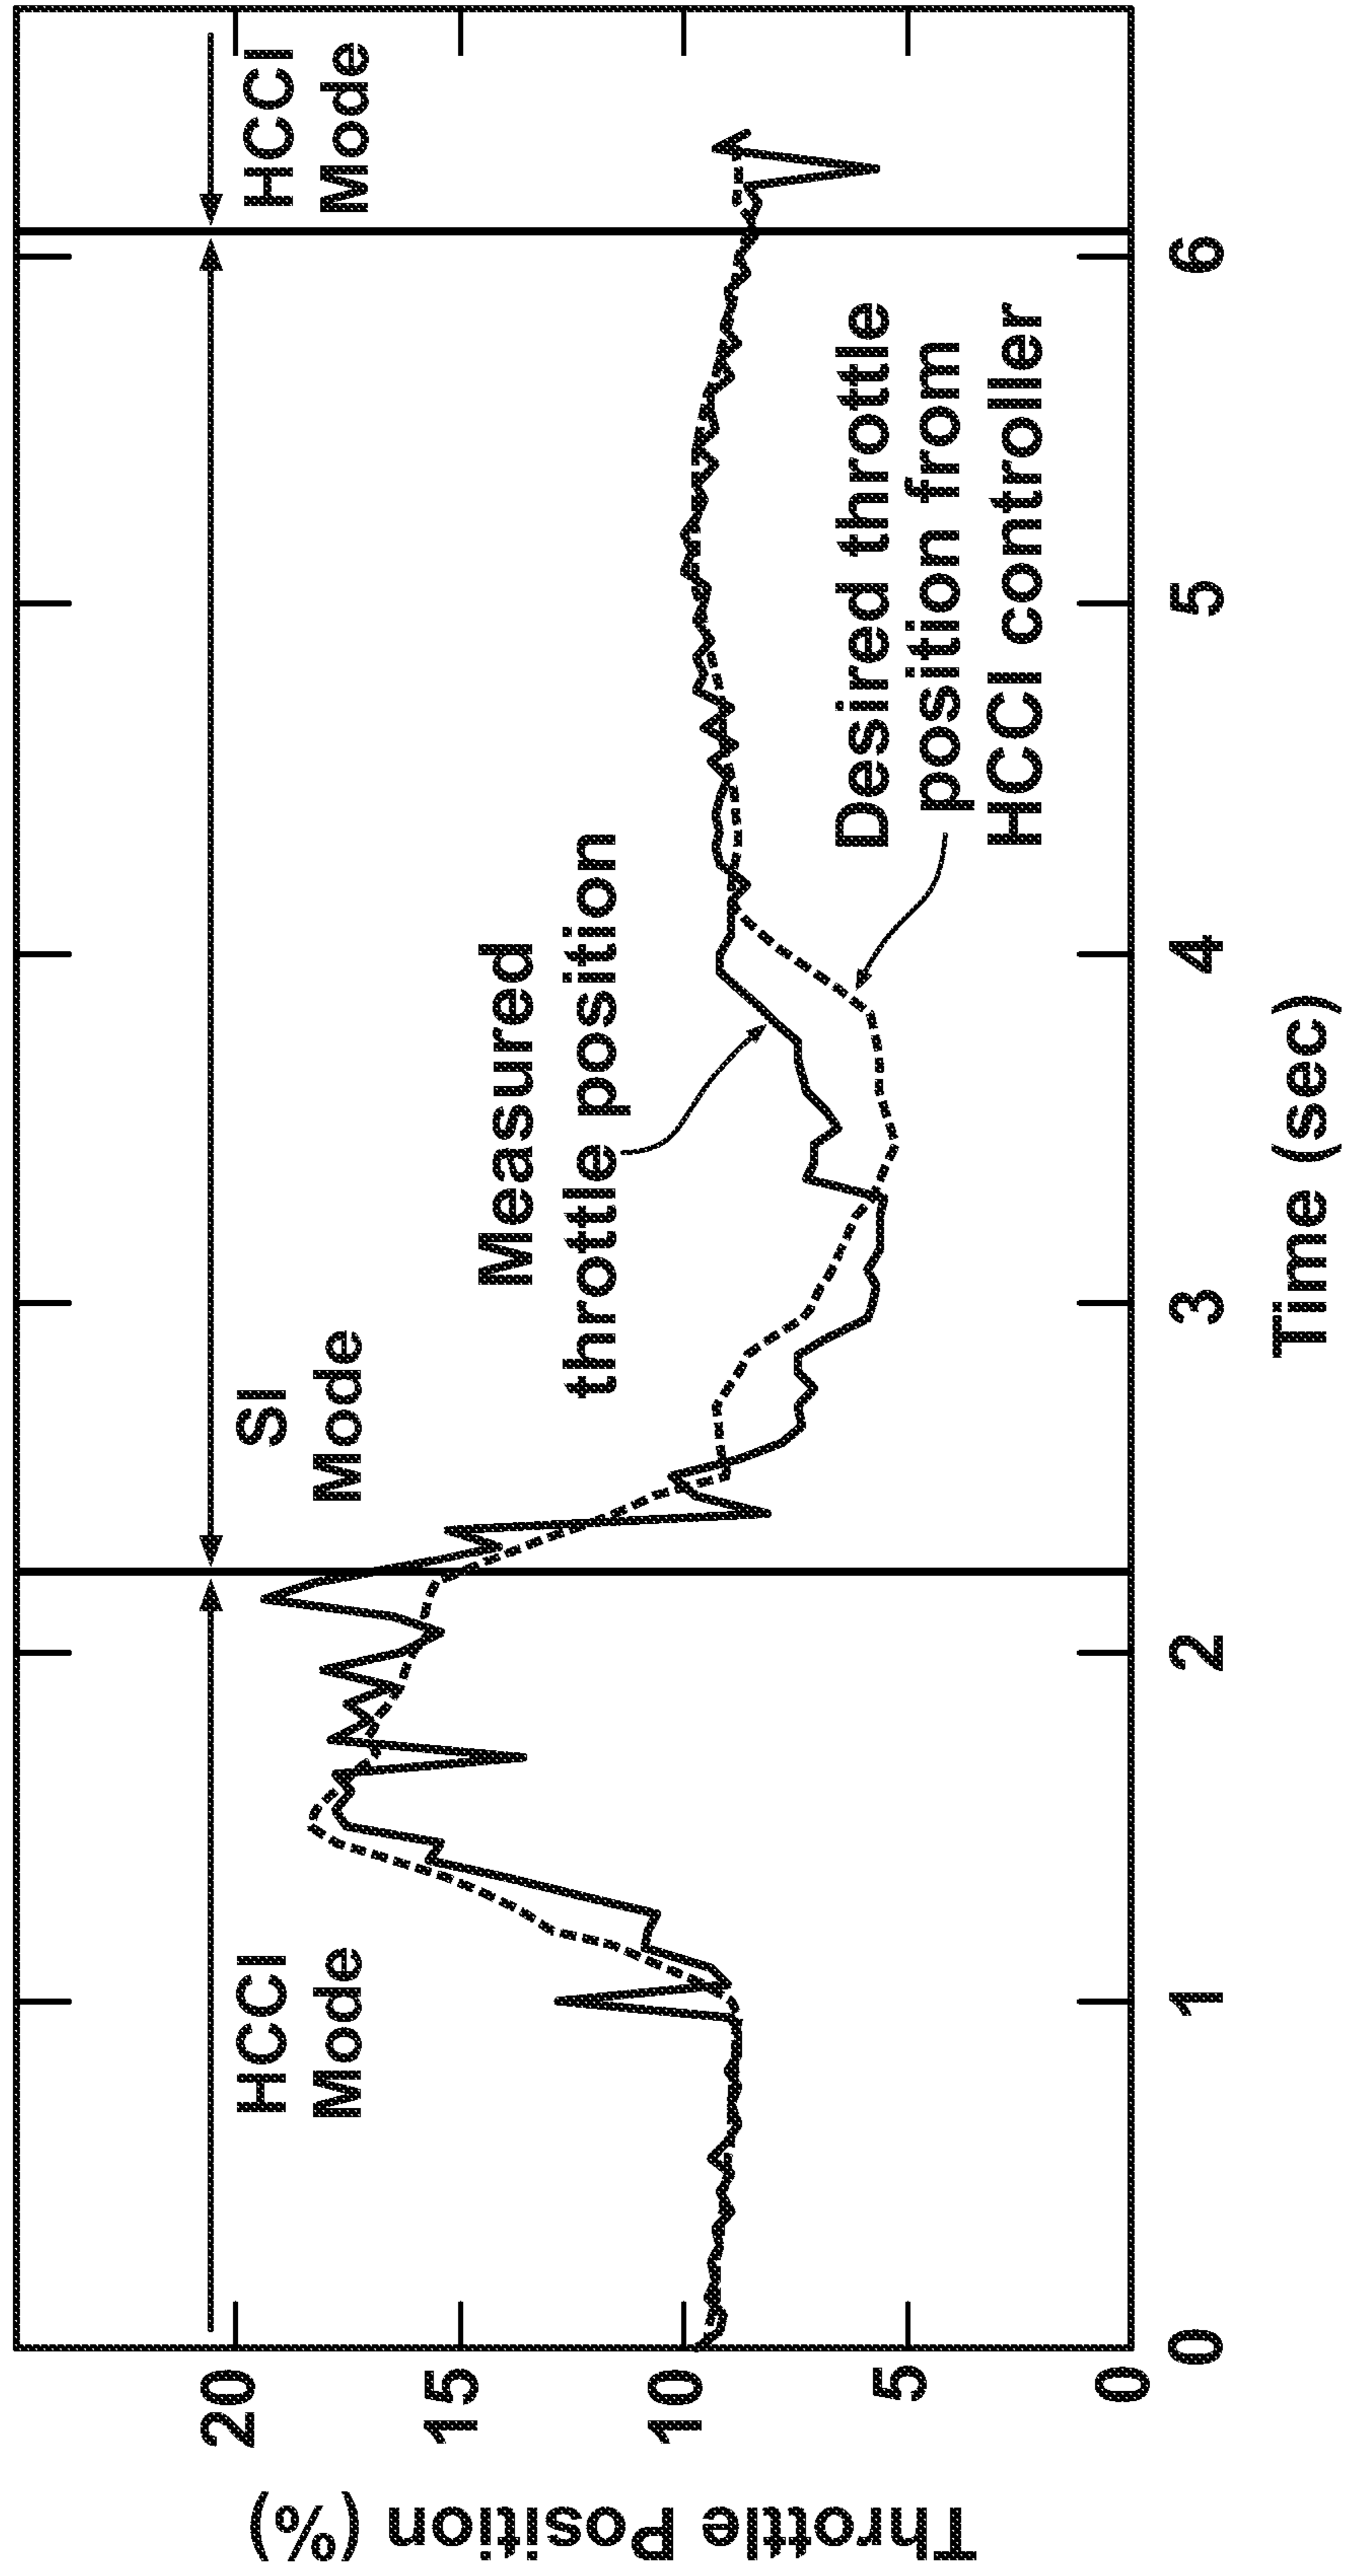 Throttle Position (%)
20
15
10
5
0
HCCI
Mode
SI
Mode
HCCI
Mode
Measured
throttle position
Desired throttle
position from
HCCI controller
0
1
2
3
4
5
6
Time (sec)